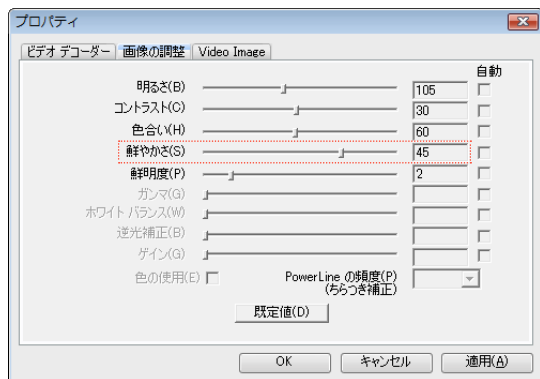 プロパティ
ビデオ デコーダー 画像の調整 Video Image
自動
明るさ(B) 105
コントラスト(C) 30
色合い(H) 60
鮮やかさ(S) 45
鮮明度(P) 2
ガンマ(G)
ホワイト バランス(W)
逆光補正(B)
ゲイン(G)
色の使用(E) PowerLine の頻度(P)
(ちらつき補正)
既定値(D)
OK キャンセル 適用(A)